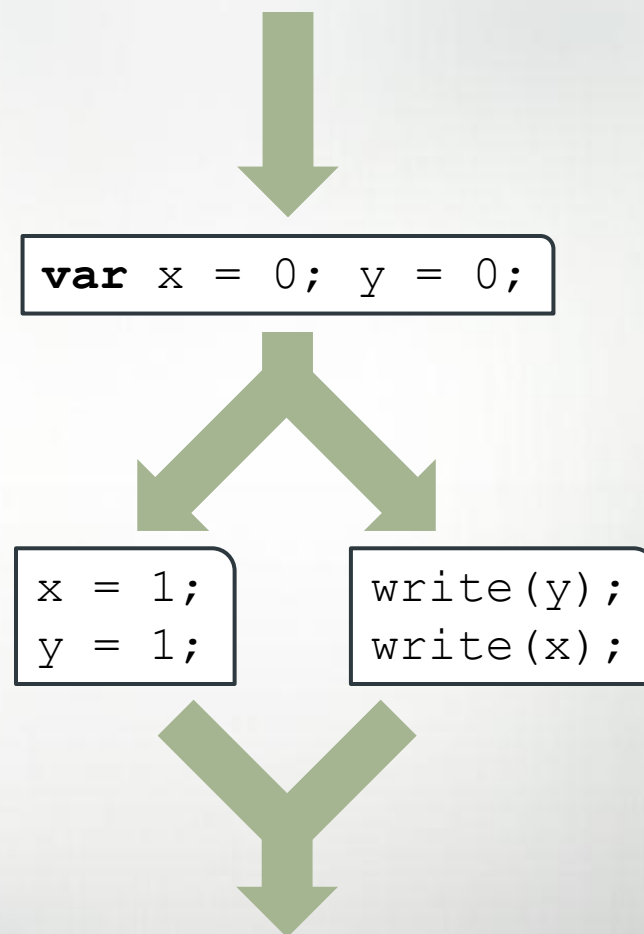 var x = 0; y = 0;
x = 1;
y = 1;
write(y);
write(x);